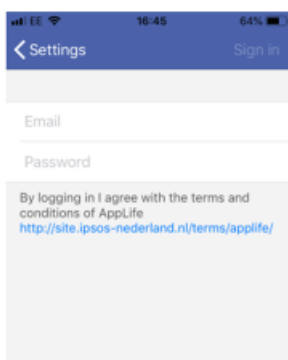 EE 16:45 64%
Settings Sign in
Email
Password
By logging in I agree with the terms and
conditions of AppLife
http://site.ipsos-nederland.nl/terms/applife/